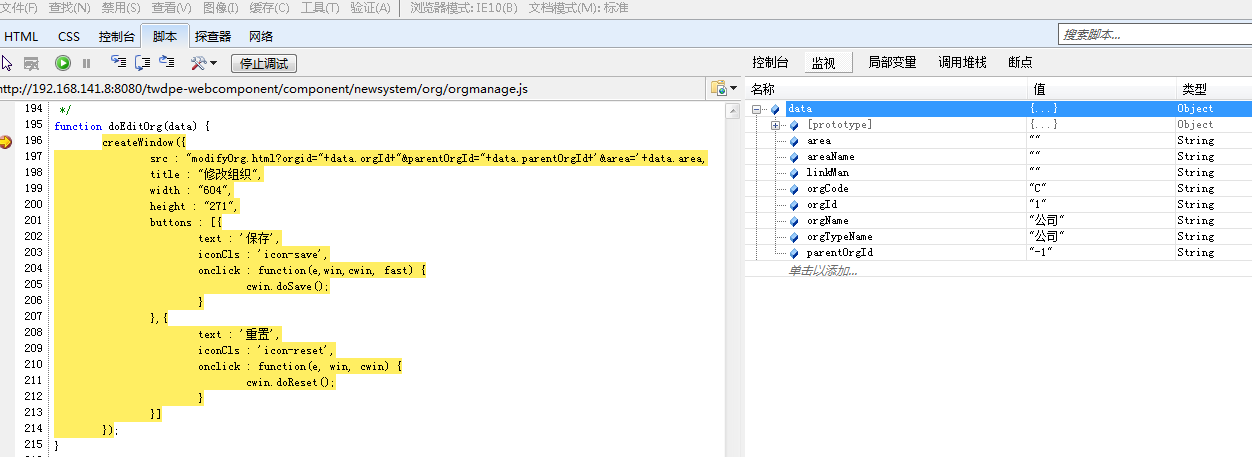 文件(F) 查找(N) 禁用(S) 查看(V) 图像(I) 缓存(C) 工具(T) 验证(A) 浏览器模式: IE10(B) 文档模式(M): 标准
HTML CSS 控制台 脚本 探查器 网络
搜索脚本...
停止调试
控制台 监视 局部变量 调用堆栈 断点
http://192.168.141.8:8080/twdpe-webcomponent/component/newsystem/org/orgmanage.js
名称 值 类型
194 */
195 function doEditOrg(data) {
196 createWindow({
197 src : "modifyOrg.html?orgid="+data.orgId+"&parentOrgId="+data.parentOrgId+'&area='+data.area,
198 title : "修改组织",
199 width : "604",
200 height : "271",
201 buttons : [{
202 text : '保存',
203 iconCls : 'icon-save',
204 onclick : function(e,win,cwin, fast) {
205 cwin.doSave();
206 }
207 },{
208 text : '重置',
209 iconCls : 'icon-reset',
210 onclick : function(e, win, cwin) {
211 cwin.doReset();
212 }
213 }]
214 });
215 }
data {...} Object
[prototype] {...} Object
area "" String
areaName "" String
linkMan "" String
orgCode "C" String
orgId "1" String
orgName "公司" String
orgTypeName "公司" String
parentOrgId "-1" String
单击以添加...